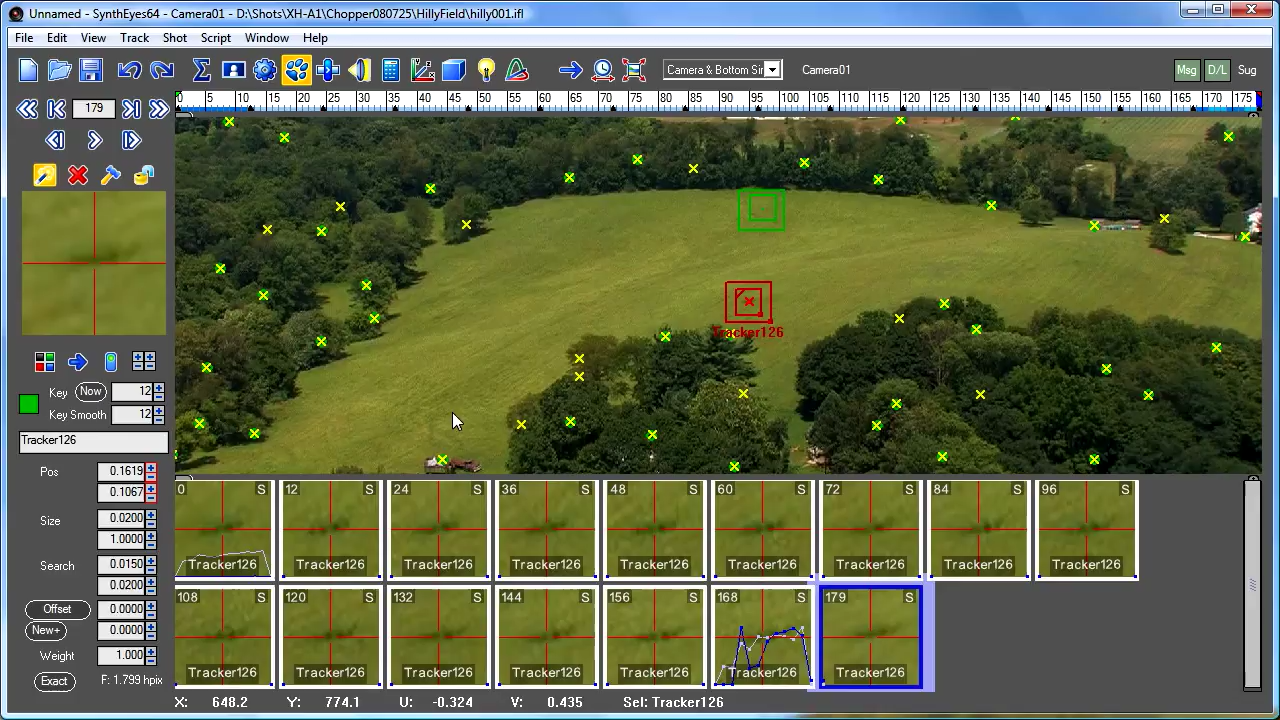 Unnamed - SynthEyes64 - Camera01 - D:\Shots\XH-A1\Chopper080725\HillyField\hilly001.ifl
File Edit View Track Shot Script Window Help
Camera & Bottom Sir Camera01 Msg D/L Sug
179
0 5 10 15 20 25 30 35 40 45 50 55 60 65 70 75 80 85 90 95 100 105 110 115 120 125 130 135 140 145 150 155 160 165 170 175
Tracker126
Key Now 12
Key Smooth 12
Tracker126
Pos 0.1619
0.1067
Size 0.0200
1.0000
Search 0.0150
0.0200
Offset 0.0000
New+ 0.0000
Weight 1.000
Exact F: 1.799 hpix
0 S 12 S 24 S 36 S 48 S 60 S 72 S 84 S 96 S
Tracker126 Tracker126 Tracker126 Tracker126 Tracker126 Tracker126 Tracker126 Tracker126 Tracker126
108 S 120 S 132 S 144 S 156 S 168 S 179 S
Tracker126 Tracker126 Tracker126 Tracker126 Tracker126 Tracker126 Tracker126
X: 648.2 Y: 774.1 U: -0.324 V: 0.435 Sel: Tracker126